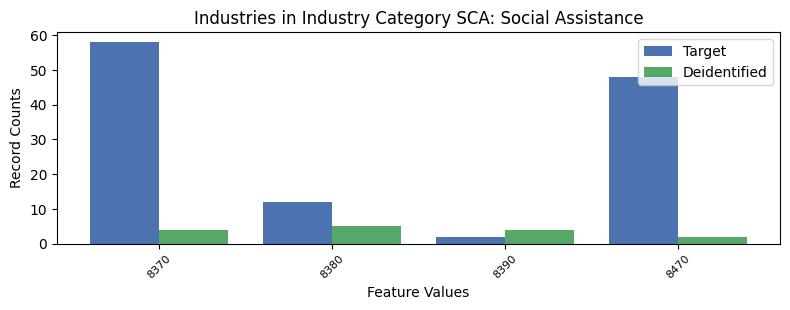 Industries in Industry Category SCA: Social Assistance
Target
Deidentified
Record Counts
60
50
40
30
20
10
0
8370
8380
8390
8470
Feature Values